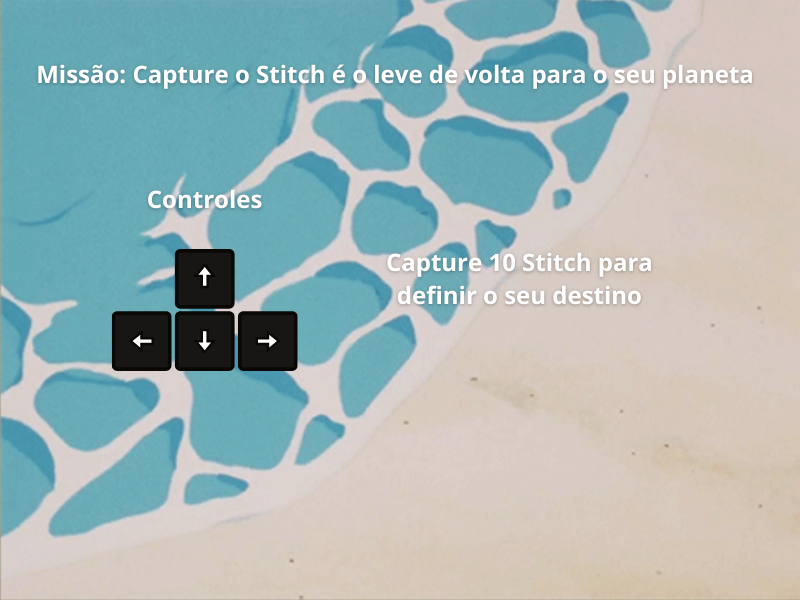 Missão: Capture o Stitch é o leve de volta para o seu planeta
Controles
Capture 10 Stitch para
definir o seu destino
↑
← ↓ →